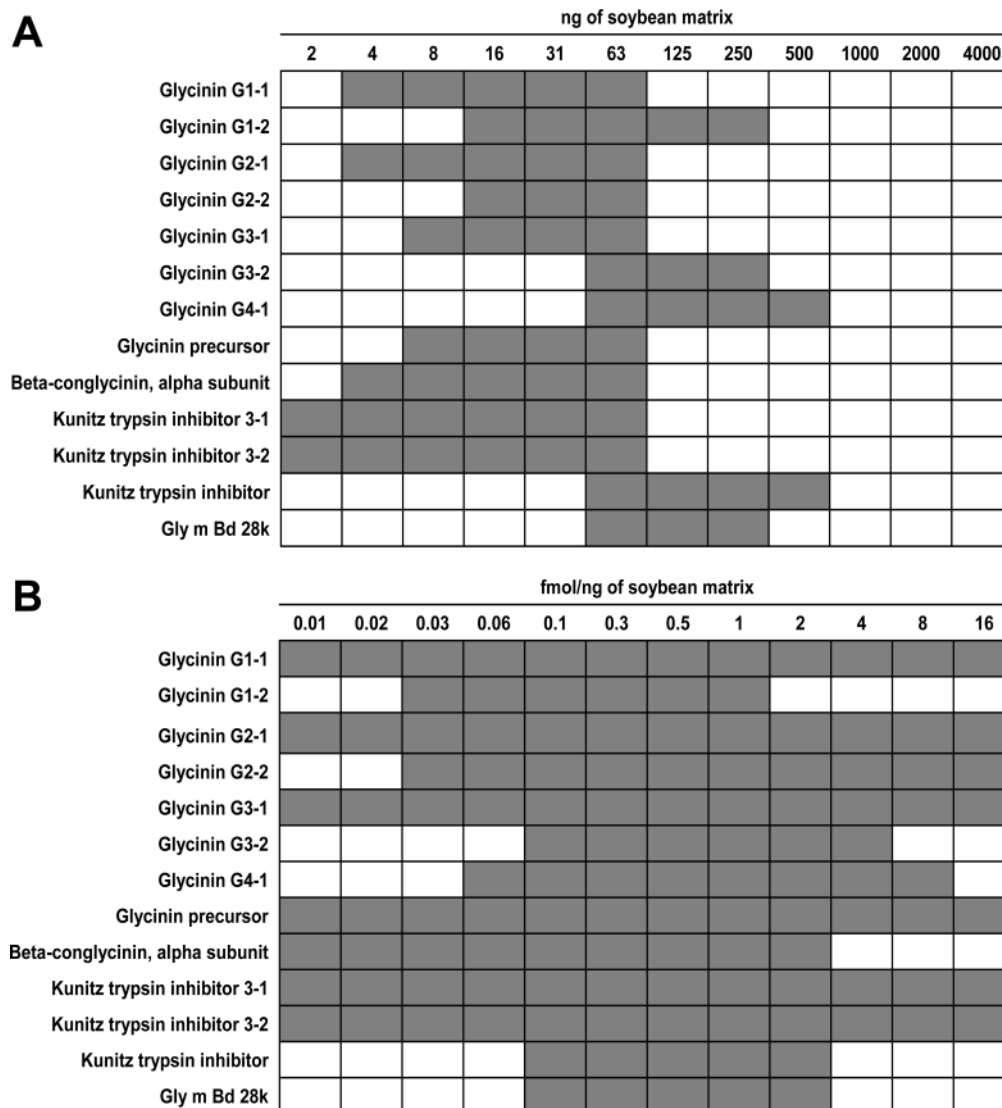 A
ng of soybean matrix
2 4 8 16 31 63 125 250 500 1000 2000 4000
Glycinin G1-1
Glycinin G1-2
Glycinin G2-1
Glycinin G2-2
Glycinin G3-1
Glycinin G3-2
Glycinin G4-1
Glycinin precursor
Beta-conglycinin, alpha subunit
Kunitz trypsin inhibitor 3-1
Kunitz trypsin inhibitor 3-2
Kunitz trypsin inhibitor
Gly m Bd 28k
B
fmol/ng of soybean matrix
0.01 0.02 0.03 0.06 0.1 0.3 0.5 1 2 4 8 16
Glycinin G1-1
Glycinin G1-2
Glycinin G2-1
Glycinin G2-2
Glycinin G3-1
Glycinin G3-2
Glycinin G4-1
Glycinin precursor
Beta-conglycinin, alpha subunit
Kunitz trypsin inhibitor 3-1
Kunitz trypsin inhibitor 3-2
Kunitz trypsin inhibitor
Gly m Bd 28k